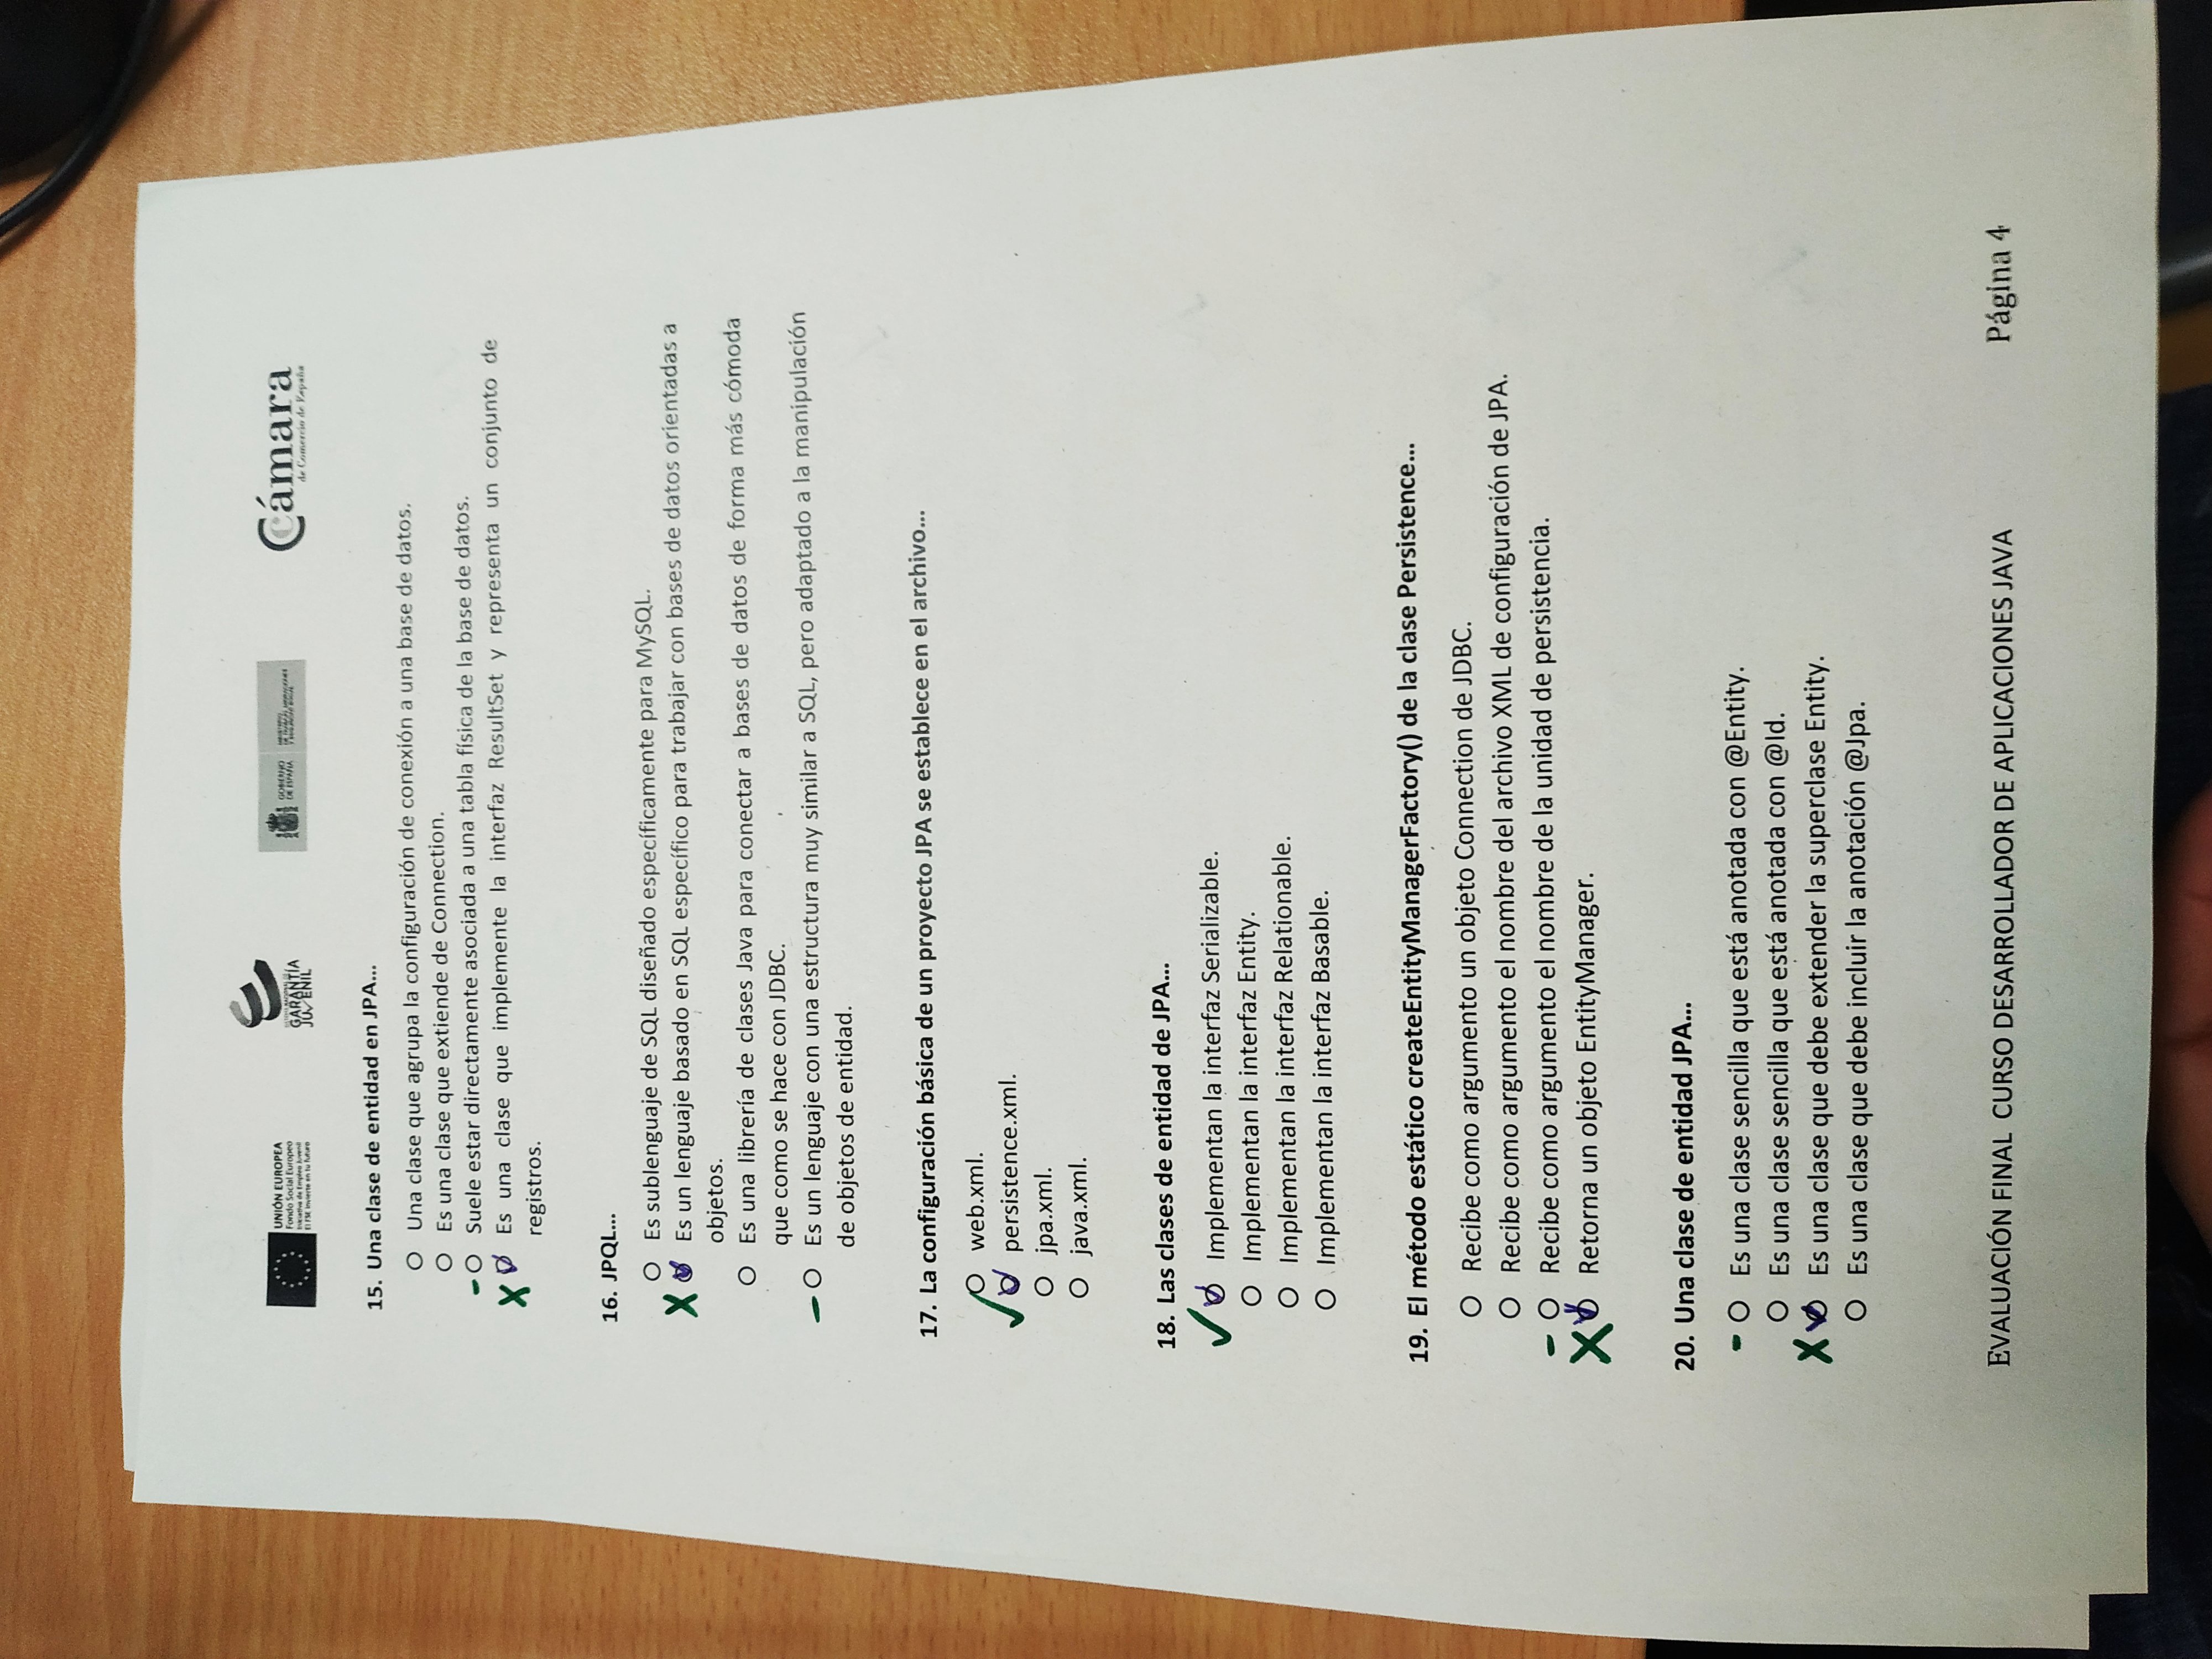 UNIÓN EUROPEA
Fondo Social Europeo
Iniciativa de Empleo Juvenil
El FSE invierte en tu futuro
GARANTÍA
JUVENIL
GOBIERNO
DE ESPAÑA
Cámara
de Comercio de España
15. Una clase de entidad en JPA...
Una clase que agrupa la configuración de conexión a una base de datos.
Es una clase que extiende de Connection.
Suele estar directamente asociada a una tabla física de la base de datos.
Es una clase que implemente la interfaz ResultSet y representa un conjunto de
registros.
16. JPQL...
Es sublenguaje de SQL diseñado específicamente para MySQL.
Es un lenguaje basado en SQL específico para trabajar con bases de datos orientadas a
objetos.
Es una librería de clases Java para conectar a bases de datos de forma más cómoda
que como se hace con JDBC.
Es un lenguaje con una estructura muy similar a SQL, pero adaptado a la manipulación
de objetos de entidad.
17. La configuración básica de un proyecto JPA se establece en el archivo...
web.xml.
persistence.xml.
jpa.xml.
java.xml.
18. Las clases de entidad de JPA...
Implementan la interfaz Serializable.
Implementan la interfaz Entity.
Implementan la interfaz Relationable.
Implementan la interfaz Basable.
19. El método estático createEntityManagerFactory() de la clase Persistence...
Recibe como argumento un objeto Connection de JDBC.
Recibe como argumento el nombre del archivo XML de configuración de JPA.
Recibe como argumento el nombre de la unidad de persistencia.
Retorna un objeto EntityManager.
20. Una clase de entidad JPA...
Es una clase sencilla que está anotada con @Entity.
Es una clase sencilla que está anotada con @Id.
Es una clase que debe extender la superclase Entity.
Es una clase que debe incluir la anotación @Jpa.
EVALUACIÓN FINAL CURSO DESARROLLADOR DE APLICACIONES JAVA
Página 4